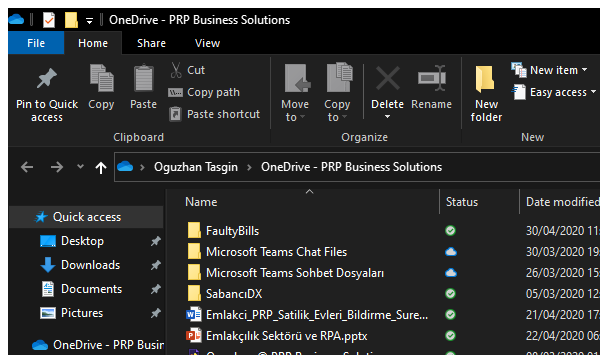 OneDrive - PRP Business Solutions
File Home Share View
Pin to Quick access
Copy
Paste
Cut
Copy path
Paste shortcut
Clipboard
Move to
Copy to
Delete
Rename
Organize
New folder
New item
Easy access
New
Oguzhan Tasgin > OneDrive - PRP Business Solutions
Name Status Date modified
Quick access
Desktop
Downloads
Documents
Pictures
OneDrive - PRP Busin
FaultyBills 30/04/2020 11:
Microsoft Teams Chat Files 30/03/2020 19:
Microsoft Teams Sohbet Dosyaları 26/03/2020 15:
SabancıDX 05/03/2020 12:
Emlakci_PRP_Satilik_Evleri_Bildirme_Sure... 21/04/2020 17:
Emlakçılık Sektörü ve RPA.pptx 22/04/2020 06: